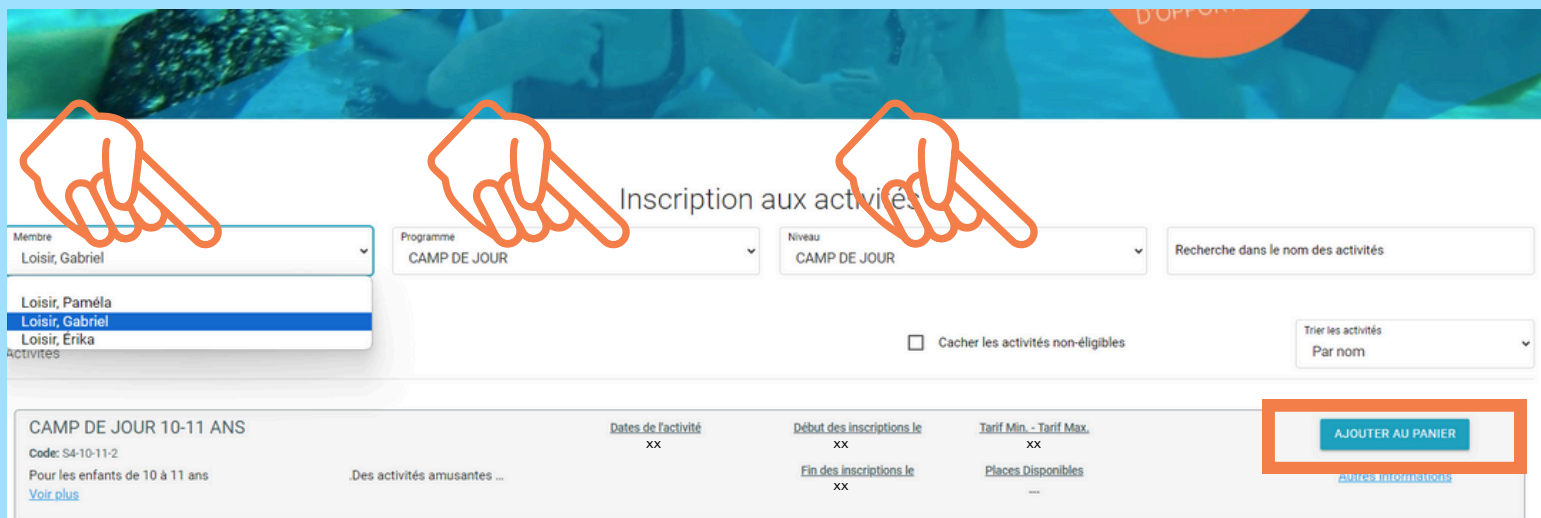 D'OPPORT
Inscription aux activités
Membre
Loisir, Gabriel
Programme
CAMP DE JOUR
Niveau
CAMP DE JOUR
Recherche dans le nom des activités
Loisir, Paméla
Loisir, Gabriel
Loisir, Érika
Activités
Cacher les activités non-éligibles
Trier les activités
Par nom
CAMP DE JOUR 10-11 ANS
Code: S4-10-11-2
Pour les enfants de 10 à 11 ans .Des activités amusantes ...
Voir plus
Dates de l'activité
xx
Début des inscriptions le
xx
Fin des inscriptions le
xx
Tarif Min. - Tarif Max.
xx
Places Disponibles
---
AJOUTER AU PANIER
Autres informations